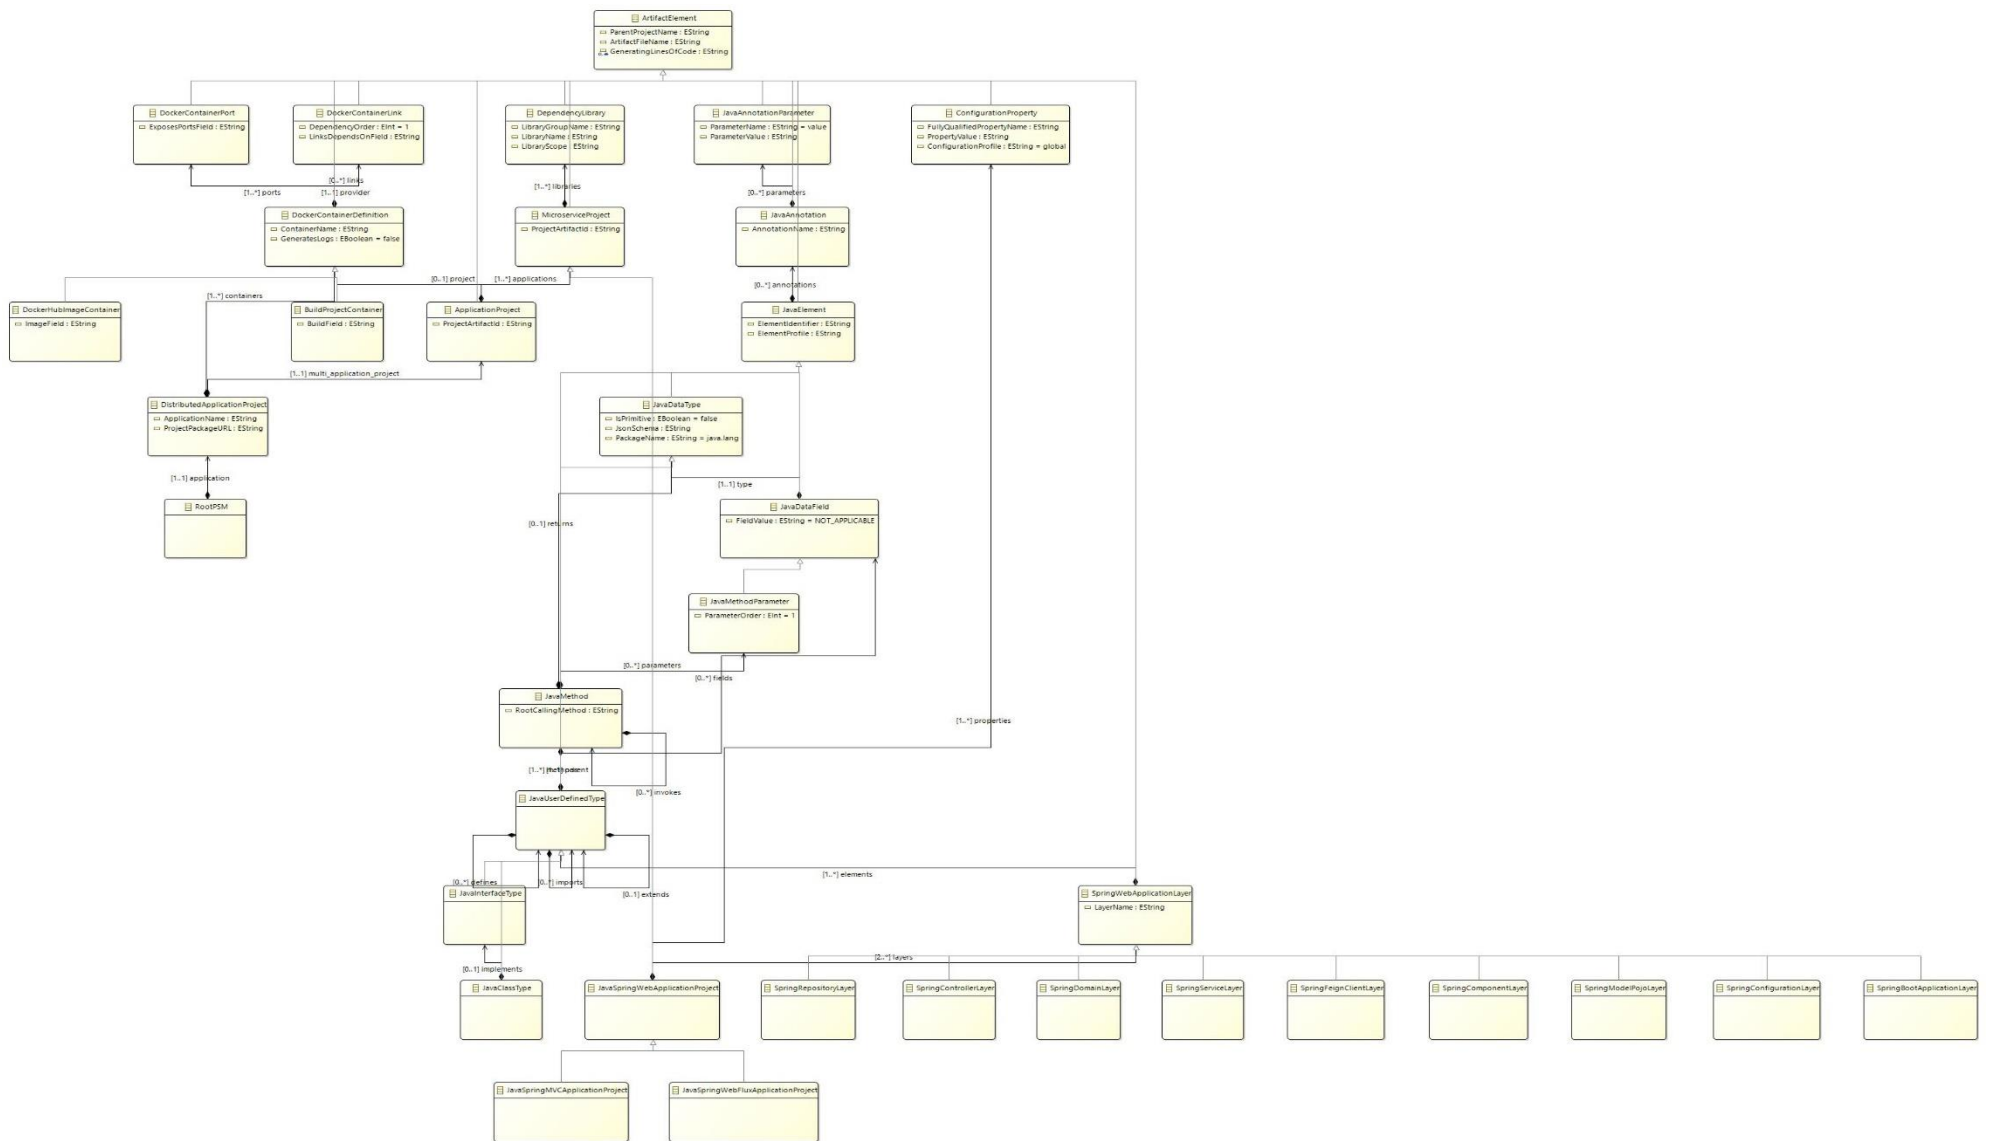 ArtifactElement
ParentProjectName : EString
ArtifactFileName : EString
GeneratingLinesOfCode : EString
DockerContainerPort
ExposesPortsField : EString
DockerContainerLink
DependencyOrder : EInt = 1
LinksDependsOnField : EString
DependencyLibrary
LibraryGroupName : EString
LibraryName : EString
LibraryScope : EString
JavaAnnotationParameter
ParameterName : EString = value
ParameterValue : EString
ConfigurationProperty
FullyQualifiedPropertyName : EString
PropertyValue : EString
ConfigurationProfile : EString = global
[0..*] links
[1..*] ports
[1..1] provider
[1..*] libraries
[0..*] parameters
DockerContainerDefinition
ContainerName : EString
GeneratesLogs : EBoolean = false
MicroserviceProject
ProjectArtifactId : EString
JavaAnnotation
AnnotationName : EString
[0..1] project
[1..*] applications
[0..*] annotations
[1..*] containers
DockerHubImageContainer
ImageField : EString
BuildProjectContainer
BuildField : EString
ApplicationProject
ProjectArtifactId : EString
JavaElement
ElementIdentifier : EString
ElementProfile : EString
[1..1] multi_application_project
DistributedApplicationProject
ApplicationName : EString
ProjectPackageURL : EString
JavaDataType
IsPrimitive : EBoolean = false
JsonSchema : EString
PackageName : EString = java.lang
[1..1] application
[1..1] type
RootPSM
JavaDataField
FieldValue : EString = NOT_APPLICABLE
[0..1] returns
JavaMethodParameter
ParameterOrder : EInt = 1
[0..*] parameters
[0..*] fields
JavaMethod
RootCallingMethod : EString
[1..*] properties
[0..*] invokes
JavaUserDefinedType
[1..*] elements
[0..*] defines
[0..*] imports
[0..1] extends
JavaInterfaceType
SpringWebApplicationLayer
LayerName : EString
[2..*] layers
[0..1] implements
JavaClassType
JavaSpringWebApplicationProject
SpringRepositoryLayer
SpringControllerLayer
SpringDomainLayer
SpringServiceLayer
SpringFeignClientLayer
SpringComponentLayer
SpringModelPojoLayer
SpringConfigurationLayer
SpringBootApplicationLayer
JavaSpringMVCApplicationProject
JavaSpringWebFluxApplicationProject